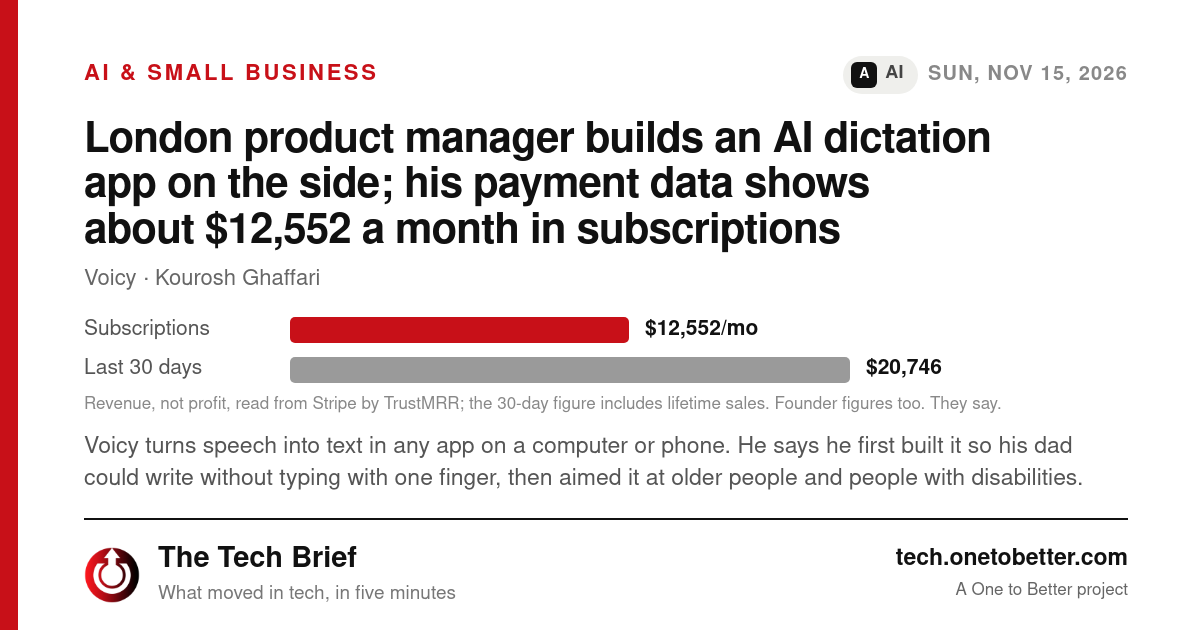 AI & SMALL BUSINESS
A AI SUN, NOV 15, 2026
London product manager builds an AI dictation
app on the side; his payment data shows
about $12,552 a month in subscriptions
Voicy · Kourosh Ghaffari
Subscriptions $12,552/mo
Last 30 days $20,746
Revenue, not profit, read from Stripe by TrustMRR; the 30-day figure includes lifetime sales. Founder figures too. They say.
Voicy turns speech into text in any app on a computer or phone. He says he first built it so his dad
could write without typing with one finger, then aimed it at older people and people with disabilities.
The Tech Brief
What moved in tech, in five minutes
tech.onetobetter.com
A One to Better project